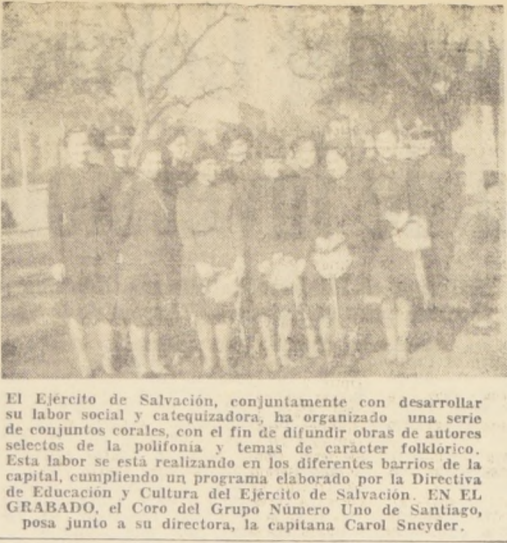 El Ejército de Salvación, conjuntamente con desarrollar
su labor social y catequizadora, ha organizado una serie
de conjuntos corales, con el fin de difundir obras de autores
selectos de la polifonía y temas de carácter folklórico.
Esta labor se está realizando en los diferentes barrios de la
capital, cumpliendo un programa elaborado por la Directiva
de Educación y Cultura del Ejército de Salvación. EN EL
GRABADO, el Coro del Grupo Número Uno de Santiago,
posa junto a su directora, la capitana Carol Sneyder.